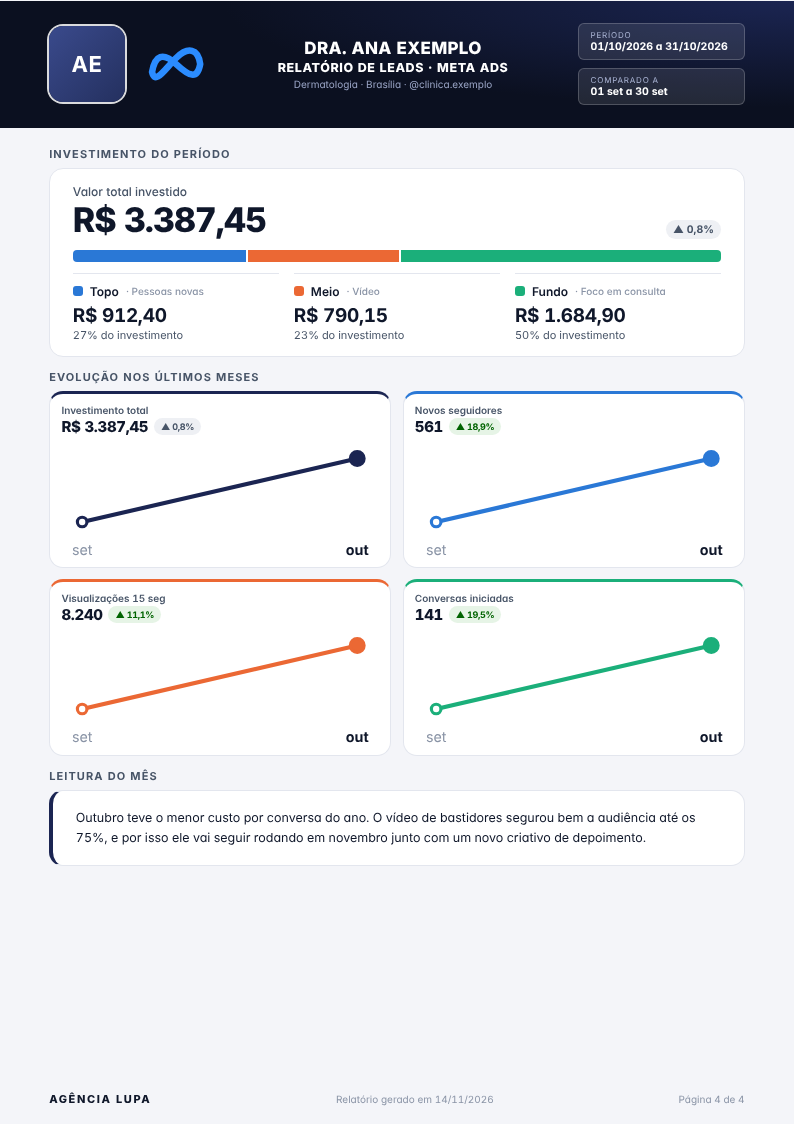 AE
DRA. ANA EXEMPLO
RELATÓRIO DE LEADS · META ADS
Dermatologia · Brasília · @clinica.exemplo
PERÍODO
01/10/2026 a 31/10/2026
COMPARADO A
01 set a 30 set
INVESTIMENTO DO PERÍODO
Valor total investido
R$ 3.387,45
▲ 0,8%
Topo · Pessoas novas
R$ 912,40
27% do investimento
Meio · Vídeo
R$ 790,15
23% do investimento
Fundo · Foco em consulta
R$ 1.684,90
50% do investimento
EVOLUÇÃO NOS ÚLTIMOS MESES
Investimento total
R$ 3.387,45 ▲ 0,8%
set out
Novos seguidores
561 ▲ 18,9%
set out
Visualizações 15 seg
8.240 ▲ 11,1%
set out
Conversas iniciadas
141 ▲ 19,5%
set out
LEITURA DO MÊS
Outubro teve o menor custo por conversa do ano. O vídeo de bastidores segurou bem a audiência até os
75%, e por isso ele vai seguir rodando em novembro junto com um novo criativo de depoimento.
AGÊNCIA LUPA
Relatório gerado em 14/11/2026
Página 4 de 4